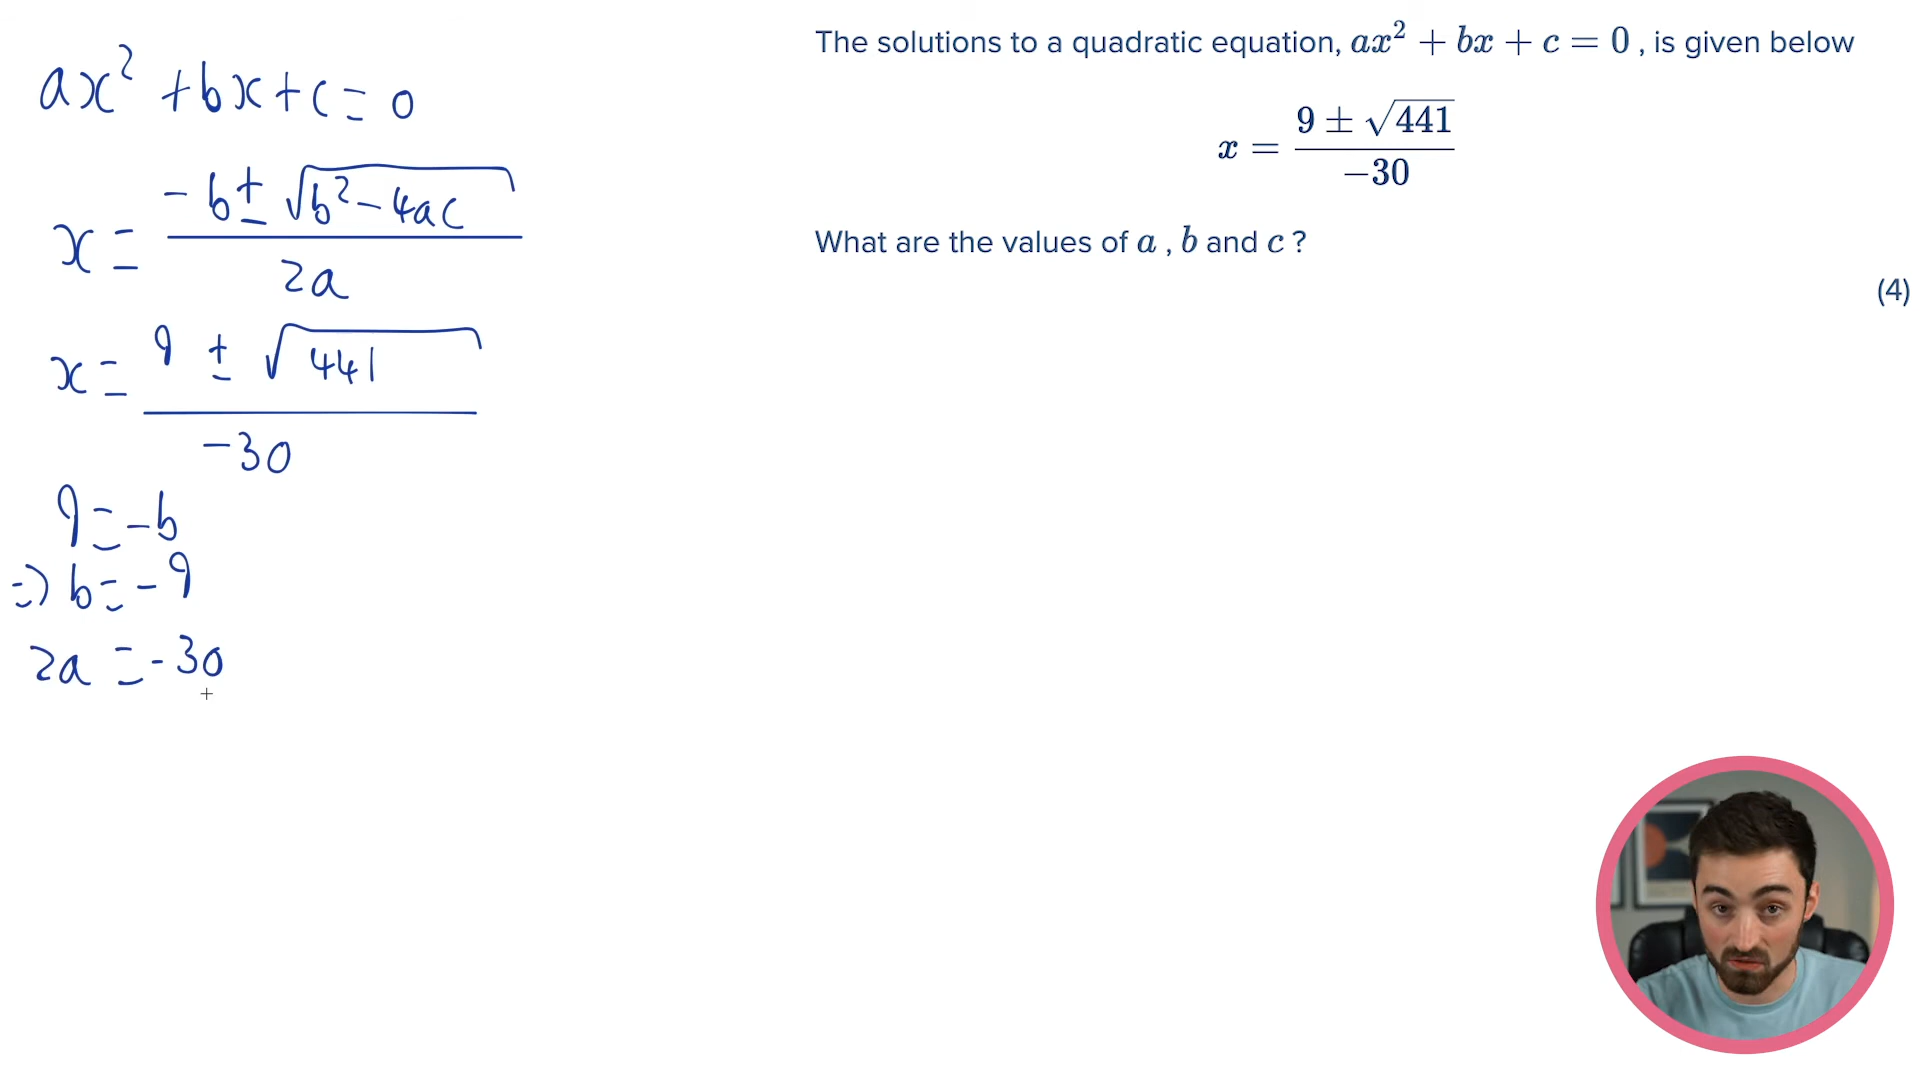 ax² + bx + c = 0
x = (-b ± √(b² - 4ac)) / 2a
x = (9 ± √441) / -30
9 = -b
=> b = -9
2a = -30
The solutions to a quadratic equation, ax² + bx + c = 0 , is given below
x = (9 ± √441) / -30
What are the values of a , b and c ?
(4)